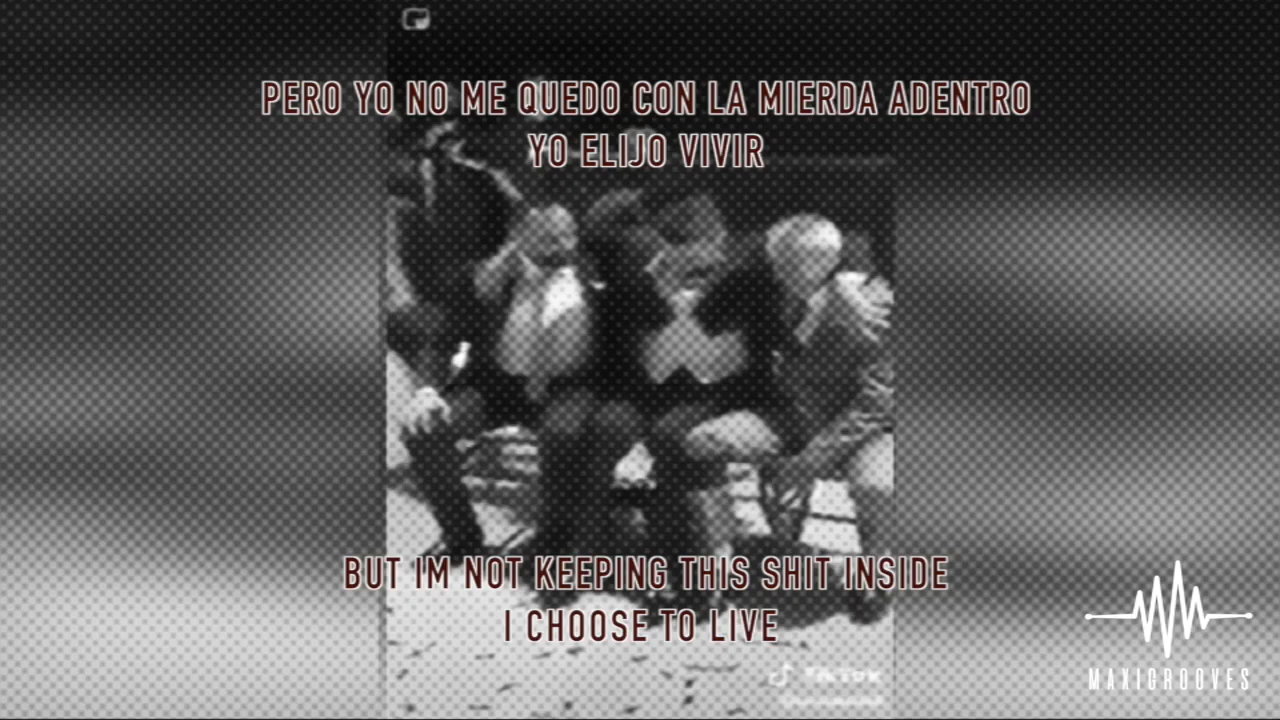 PERO YO NO ME QUEDO CON LA MIERDA ADENTRO
YO ELIJO VIVIR
BUT IM NOT KEEPING THIS SHIT INSIDE
I CHOOSE TO LIVE
TikTok
MAXIGROOVES